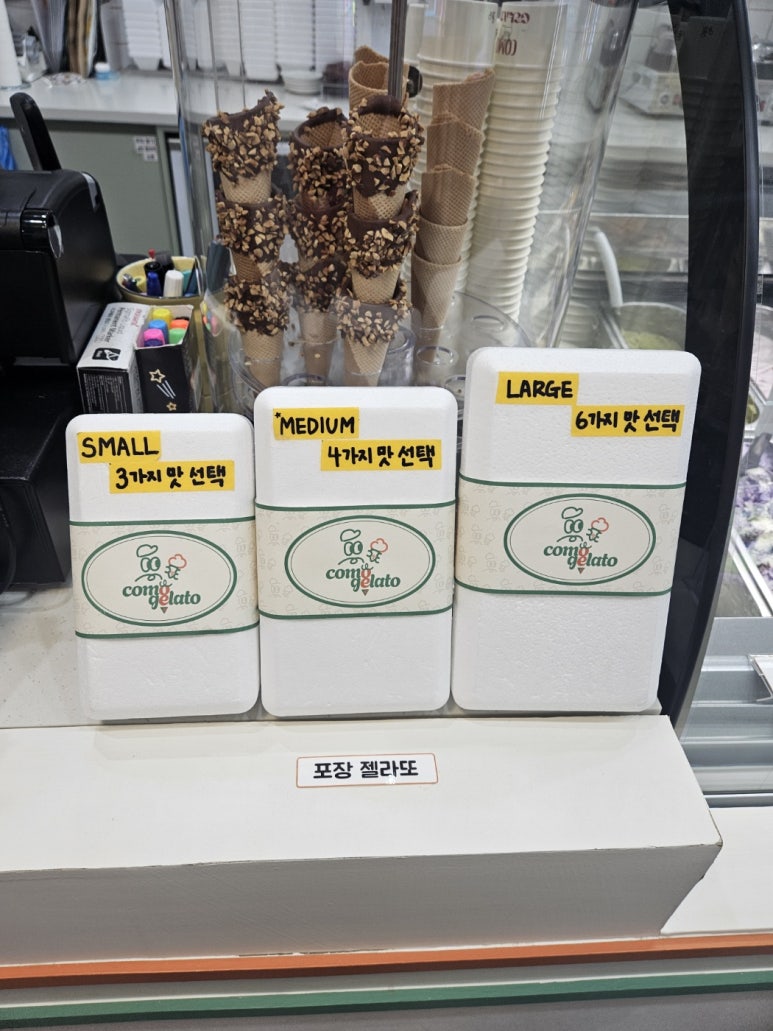 SMALL
3가지 맛 선택
como
gelato
*MEDIUM
4가지 맛 선택
como
gelato
LARGE
6가지 맛 선택
como
gelato
포장 젤라또